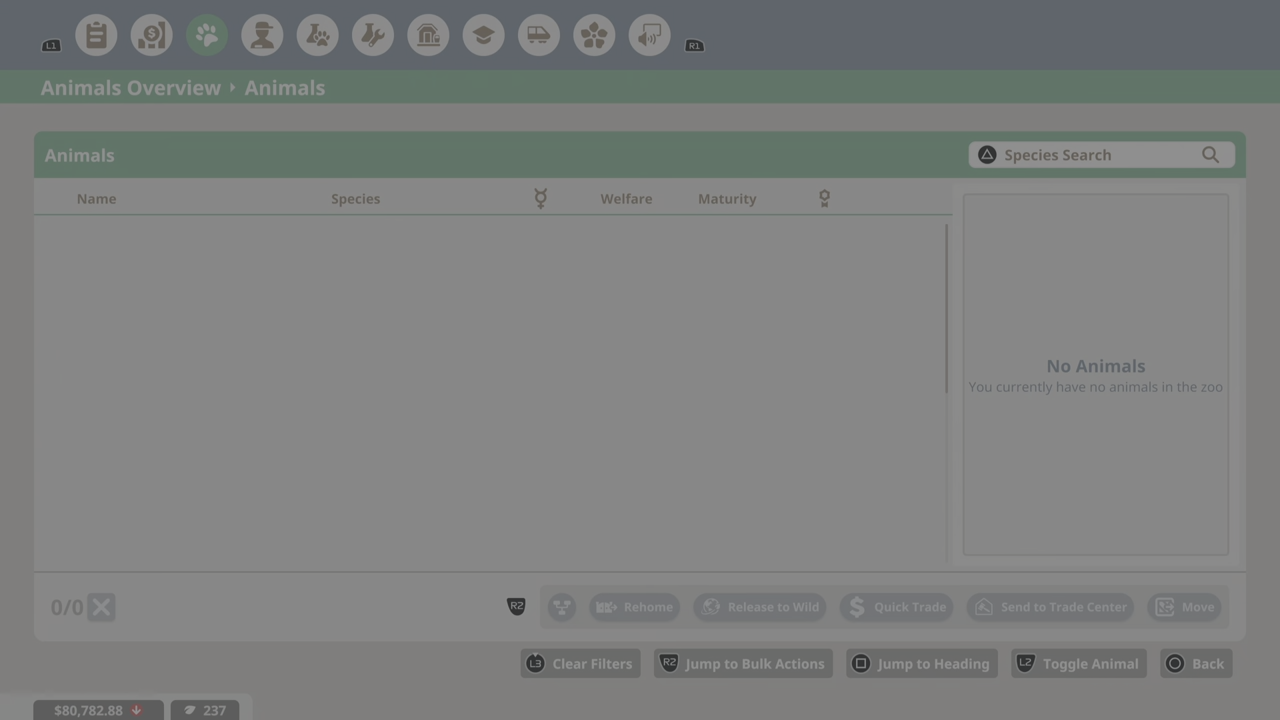 L1
R1
Animals Overview Animals
Animals
Species Search
Name Species Welfare Maturity
No Animals
You currently have no animals in the zoo
0/0
R2 Rehome Release to Wild Quick Trade Send to Trade Center Move
L3 Clear Filters R2 Jump to Bulk Actions Jump to Heading L2 Toggle Animal Back
$80,782.88 237